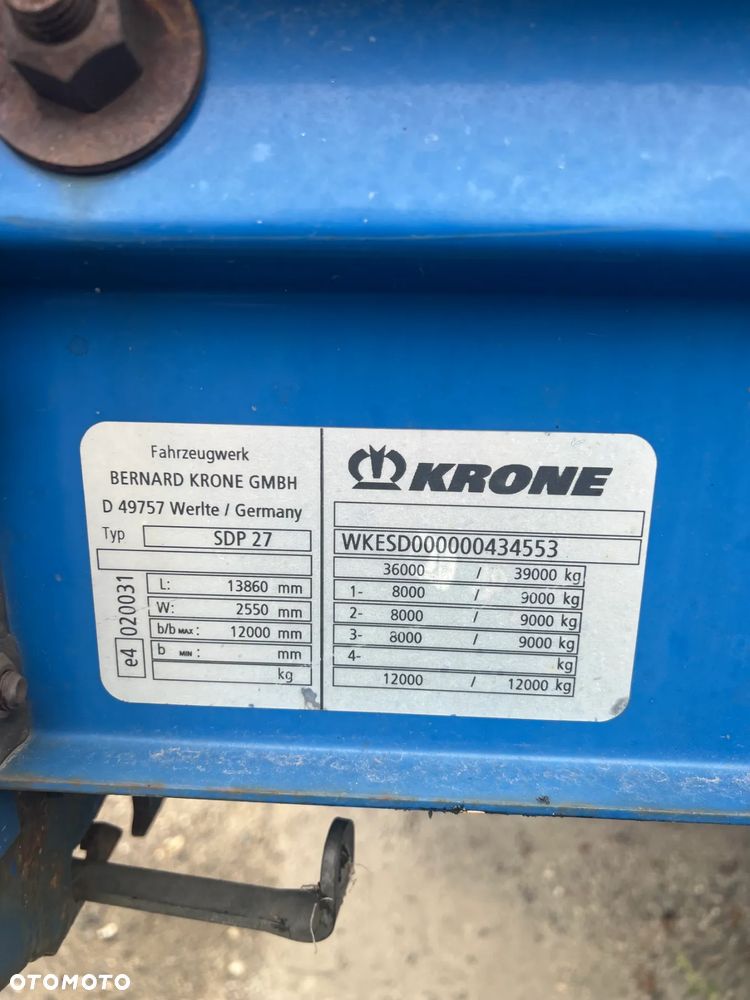 Fahrzeugwerk
BERNARD KRONE GMBH
D 49757 Werlte / Germany
Typ SDP 27
e4 020031
L: 13860 mm
W: 2550 mm
b/b MAX: 12000 mm
b MIN: mm
kg
KRONE
WKESD000000434553
36000 / 39000 kg
1- 8000 / 9000 kg
2- 8000 / 9000 kg
3- 8000 / 9000 kg
4- kg
12000 / 12000 kg
OTOMOTO